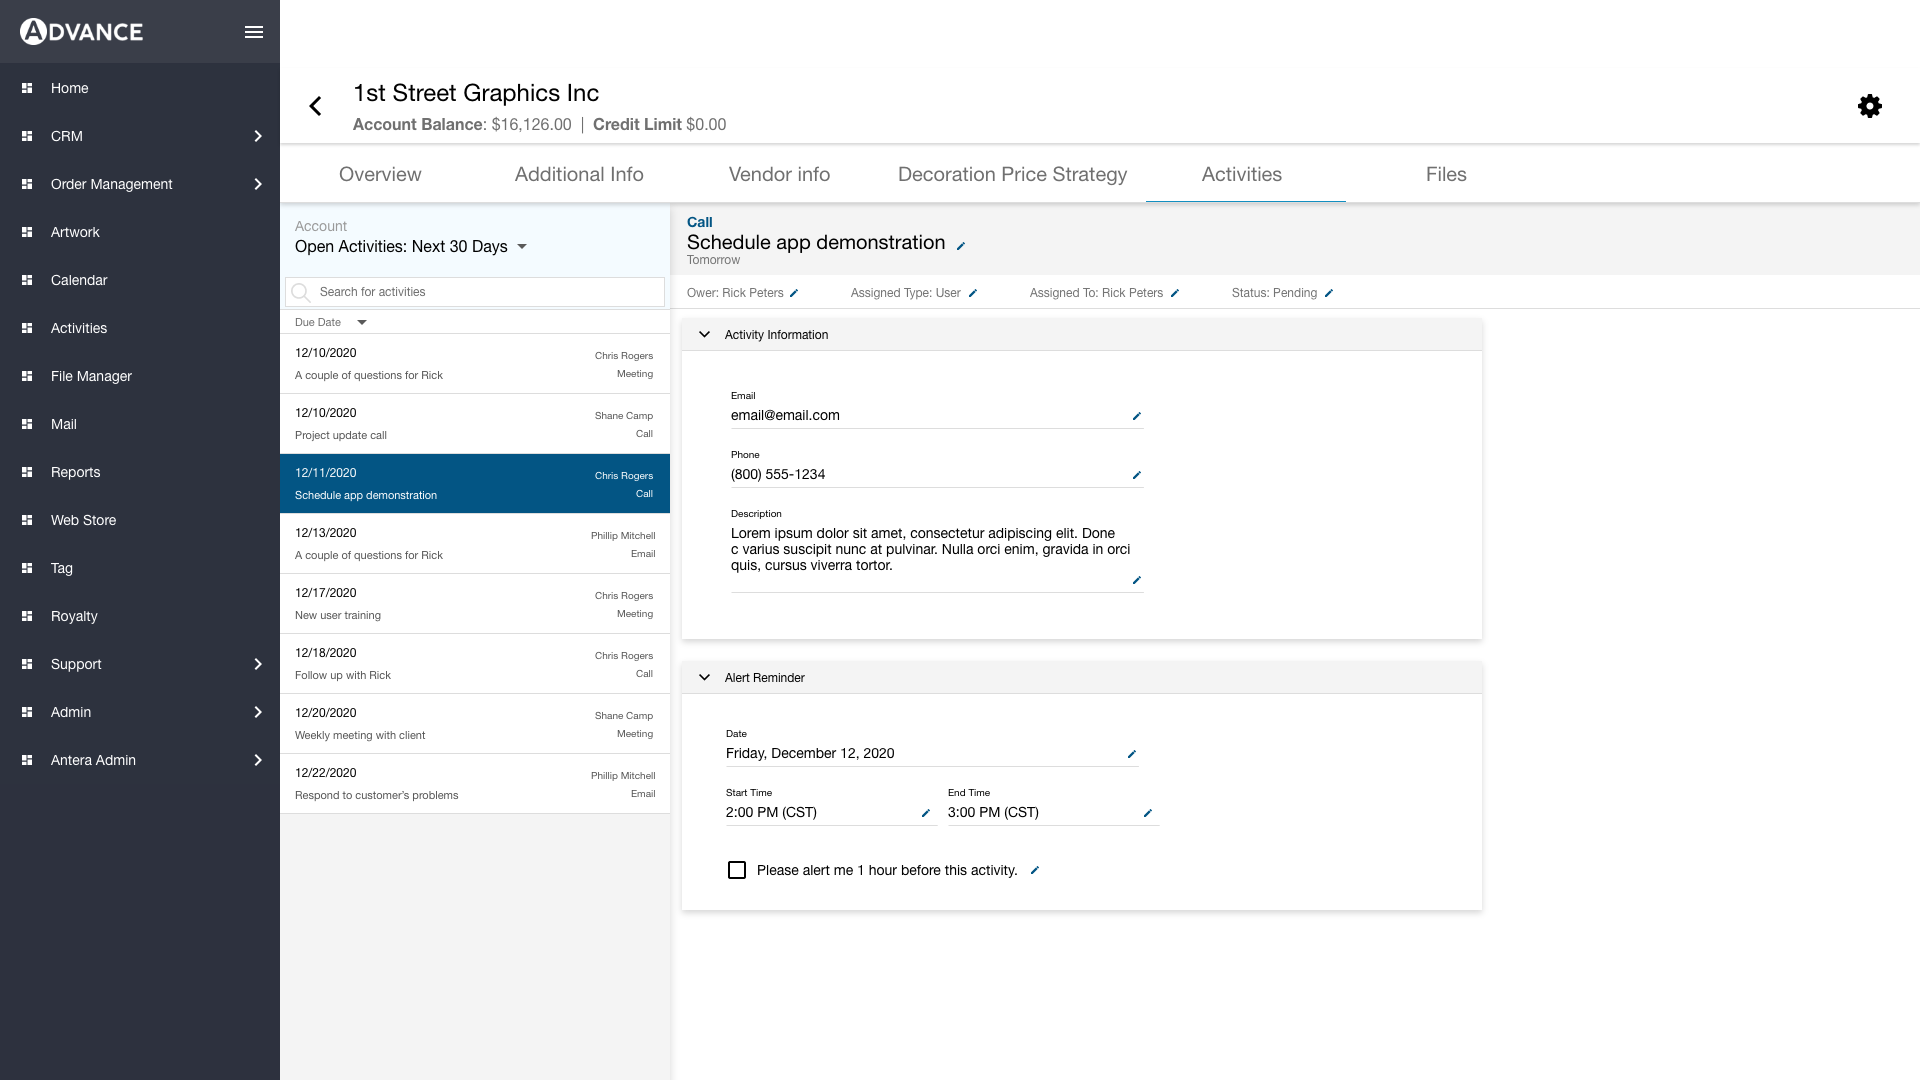 ADVANCE
Home
CRM
Order Management
Artwork
Calendar
Activities
File Manager
Mail
Reports
Web Store
Tag
Royalty
Support
Admin
Antera Admin
1st Street Graphics Inc
Account Balance: $16,126.00 | Credit Limit $0.00
Overview Additional Info Vendor info Decoration Price Strategy Activities Files
Account
Open Activities: Next 30 Days
Search for activities
Due Date
12/10/2020 Chris Rogers
A couple of questions for Rick Meeting
12/10/2020 Shane Camp
Project update call Call
12/11/2020 Chris Rogers
Schedule app demonstration Call
12/13/2020 Phillip Mitchell
A couple of questions for Rick Email
12/17/2020 Chris Rogers
New user training Meeting
12/18/2020 Chris Rogers
Follow up with Rick Call
12/20/2020 Shane Camp
Weekly meeting with client Meeting
12/22/2020 Phillip Mitchell
Respond to customer's problems Email
Call
Schedule app demonstration
Tomorrow
Ower: Rick Peters Assigned Type: User Assigned To: Rick Peters Status: Pending
Activity Information
Email
email@email.com
Phone
(800) 555-1234
Description
Lorem ipsum dolor sit amet, consectetur adipiscing elit. Done
c varius suscipit nunc at pulvinar. Nulla orci enim, gravida in orci
quis, cursus viverra tortor.
Alert Reminder
Date
Friday, December 12, 2020
Start Time End Time
2:00 PM (CST) 3:00 PM (CST)
Please alert me 1 hour before this activity.